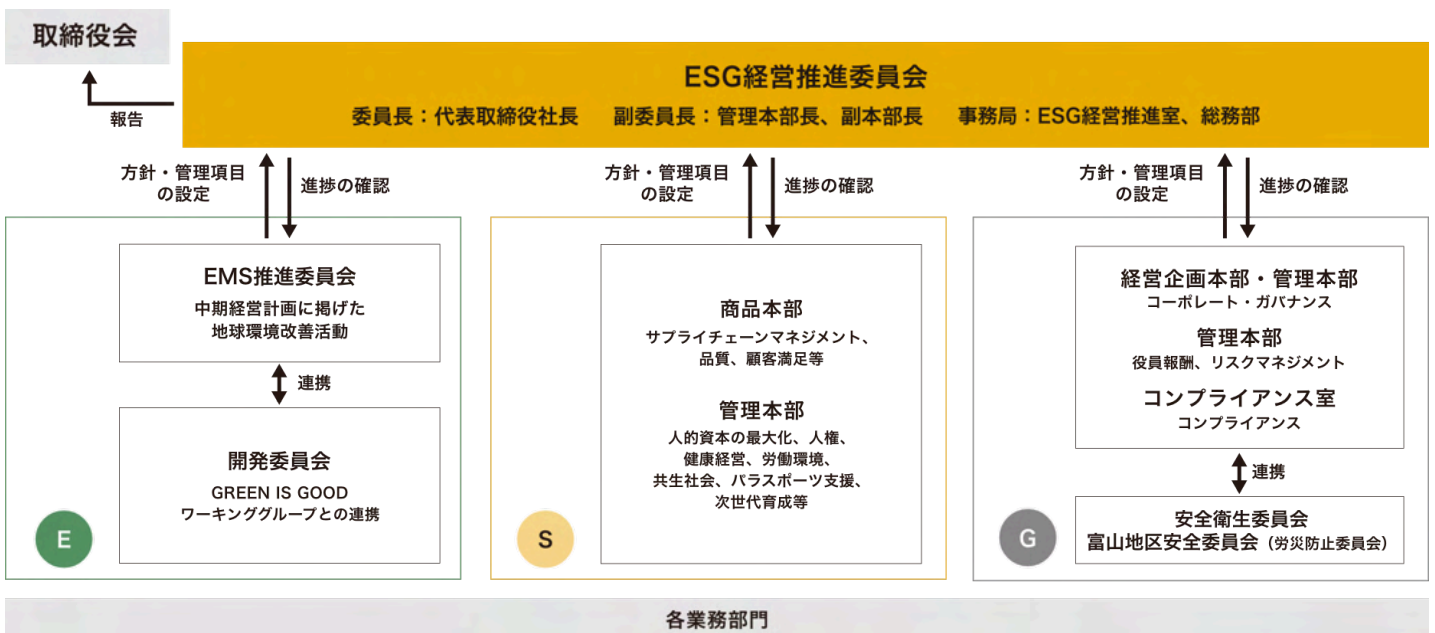 取締役会
報告
ESG経営推進委員会
委員長：代表取締役社長　副委員長：管理本部長、副本部長　事務局：ESG経営推進室、総務部
方針・管理項目
の設定
進捗の確認
方針・管理項目
の設定
進捗の確認
方針・管理項目
の設定
進捗の確認
EMS推進委員会
中期経営計画に掲げた
地球環境改善活動
連携
開発委員会
GREEN IS GOOD
ワーキンググループとの連携
E
商品本部
サプライチェーンマネジメント、
品質、顧客満足等
管理本部
人的資本の最大化、人権、
健康経営、労働環境、
共生社会、パラスポーツ支援、
次世代育成等
S
経営企画本部・管理本部
コーポレート・ガバナンス
管理本部
役員報酬、リスクマネジメント
コンプライアンス室
コンプライアンス
連携
安全衛生委員会
富山地区安全委員会（労災防止委員会）
G
各業務部門